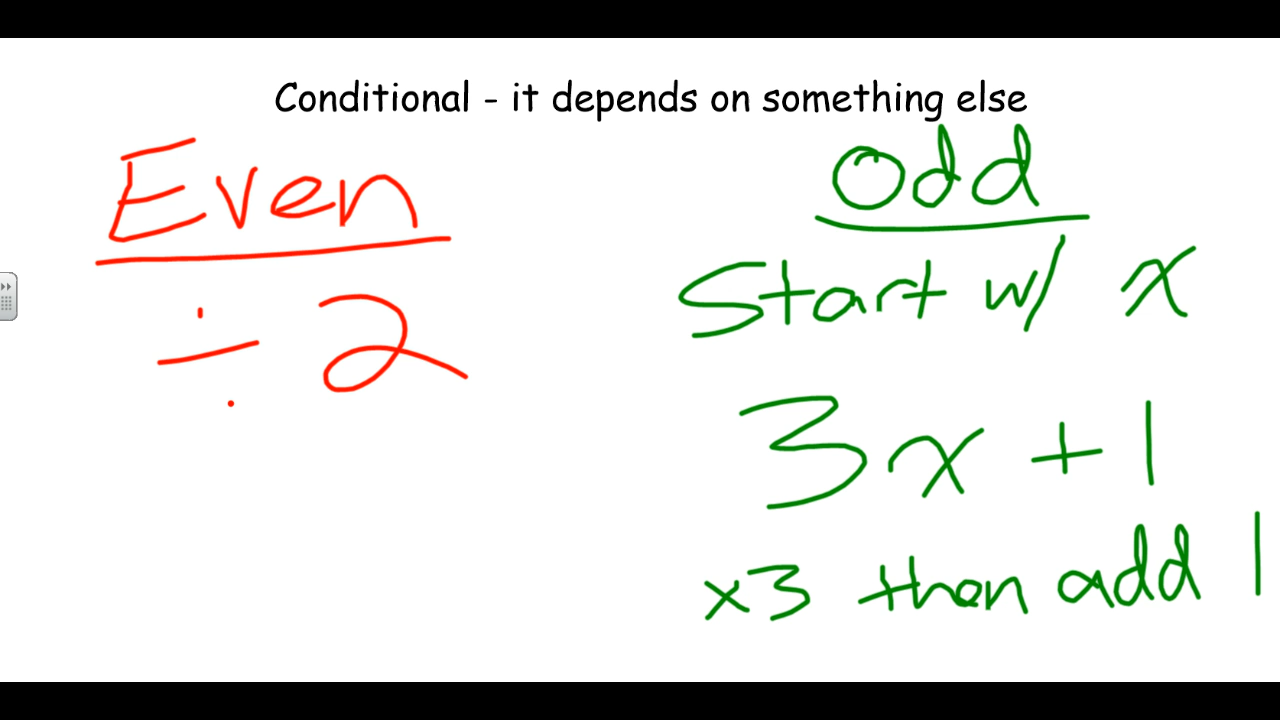 Conditional - it depends on something else
Even
÷ 2
Odd
Start w/ x
3x + 1
x3 then add 1